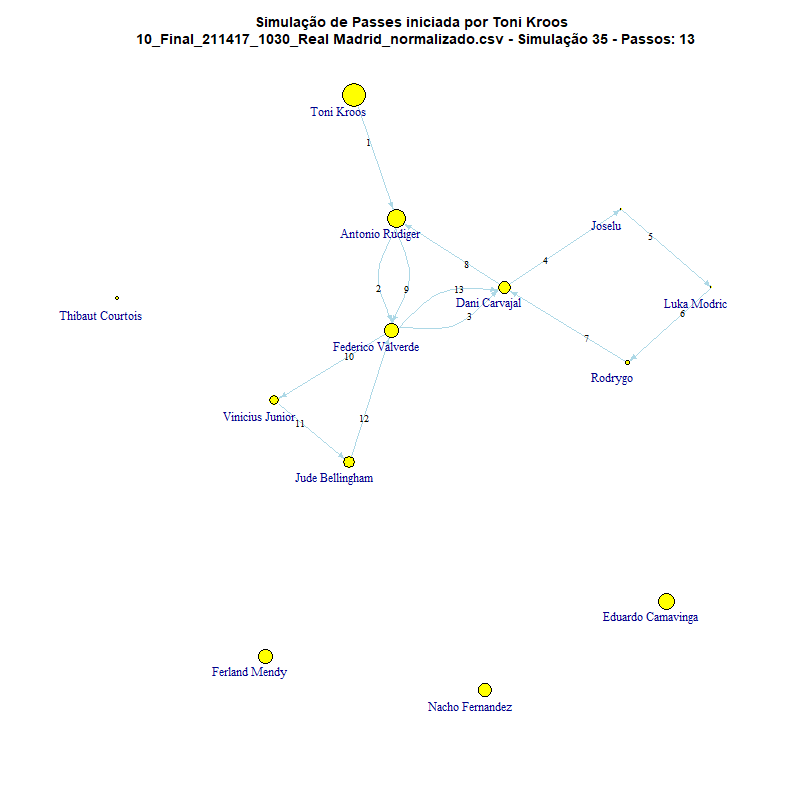 Simulação de Passes iniciada por Toni Kroos
10_Final_211417_1030_Real Madrid_normalizado.csv - Simulação 35 - Passos: 13
Toni Kroos
1
Antonio Rudiger
Joselu
5
4
8
2
9
13
Dani Carvajal
Luka Modric
Thibaut Courtois
3
6
7
Federico Valverde
10
Rodrygo
Vinicius Junior
11
12
Jude Bellingham
Eduardo Camavinga
Ferland Mendy
Nacho Fernandez